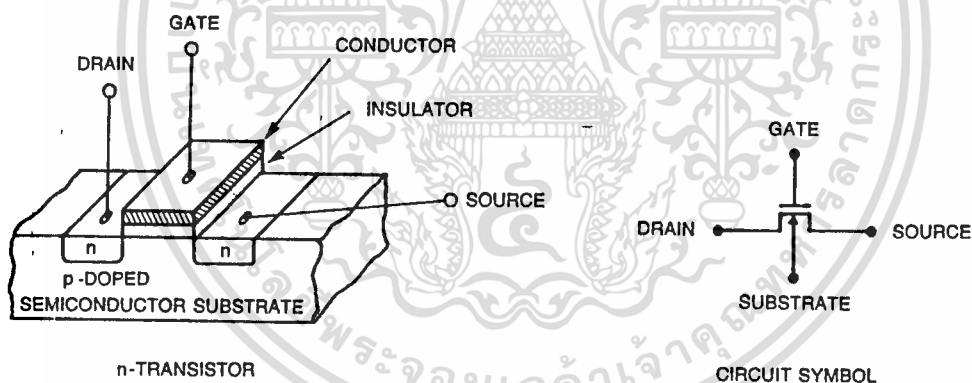 GATE
DRAIN
CONDUCTOR
INSULATOR
SOURCE
n
n
p-DOPED
SEMICONDUCTOR SUBSTRATE
n-TRANSISTOR
GATE
DRAIN
SOURCE
SUBSTRATE
CIRCUIT SYMBOL